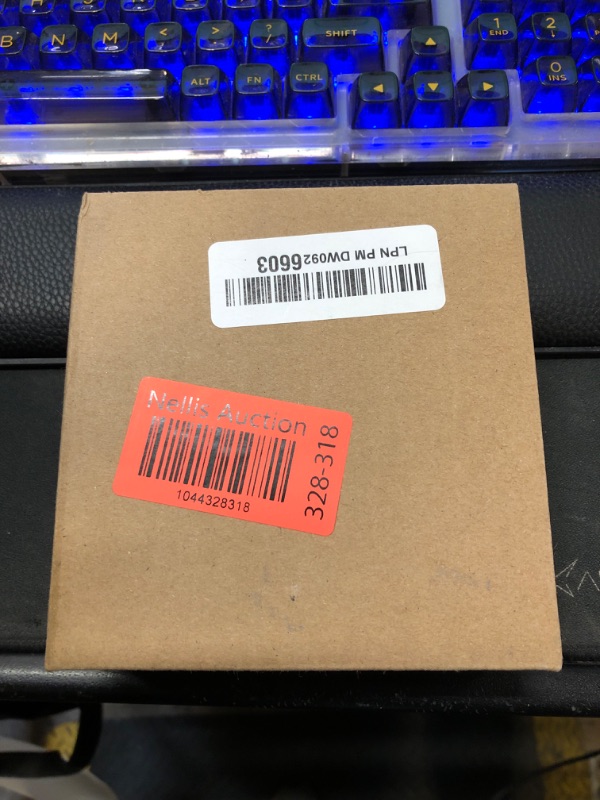 B N M < > ? / SHIFT
1 END 2
ALT FN CTRL
0 INS
LPN PM DW0926603
Nellis Auction
1044328318
328-318